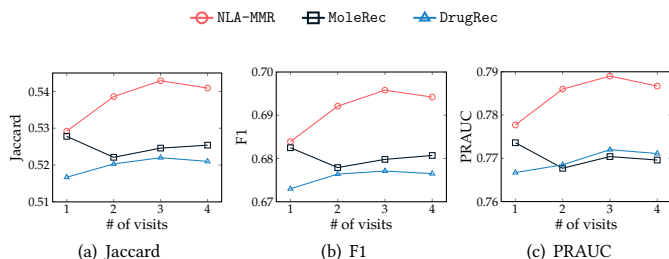 NLA-MMR MoleRec DrugRec
Jaccard
0.54
0.53
0.52
0.51
1 2 3 4
# of visits
(a) Jaccard
F1
0.70
0.69
0.68
0.67
1 2 3 4
# of visits
(b) F1
PRAUC
0.79
0.78
0.77
0.76
1 2 3 4
# of visits
(c) PRAUC